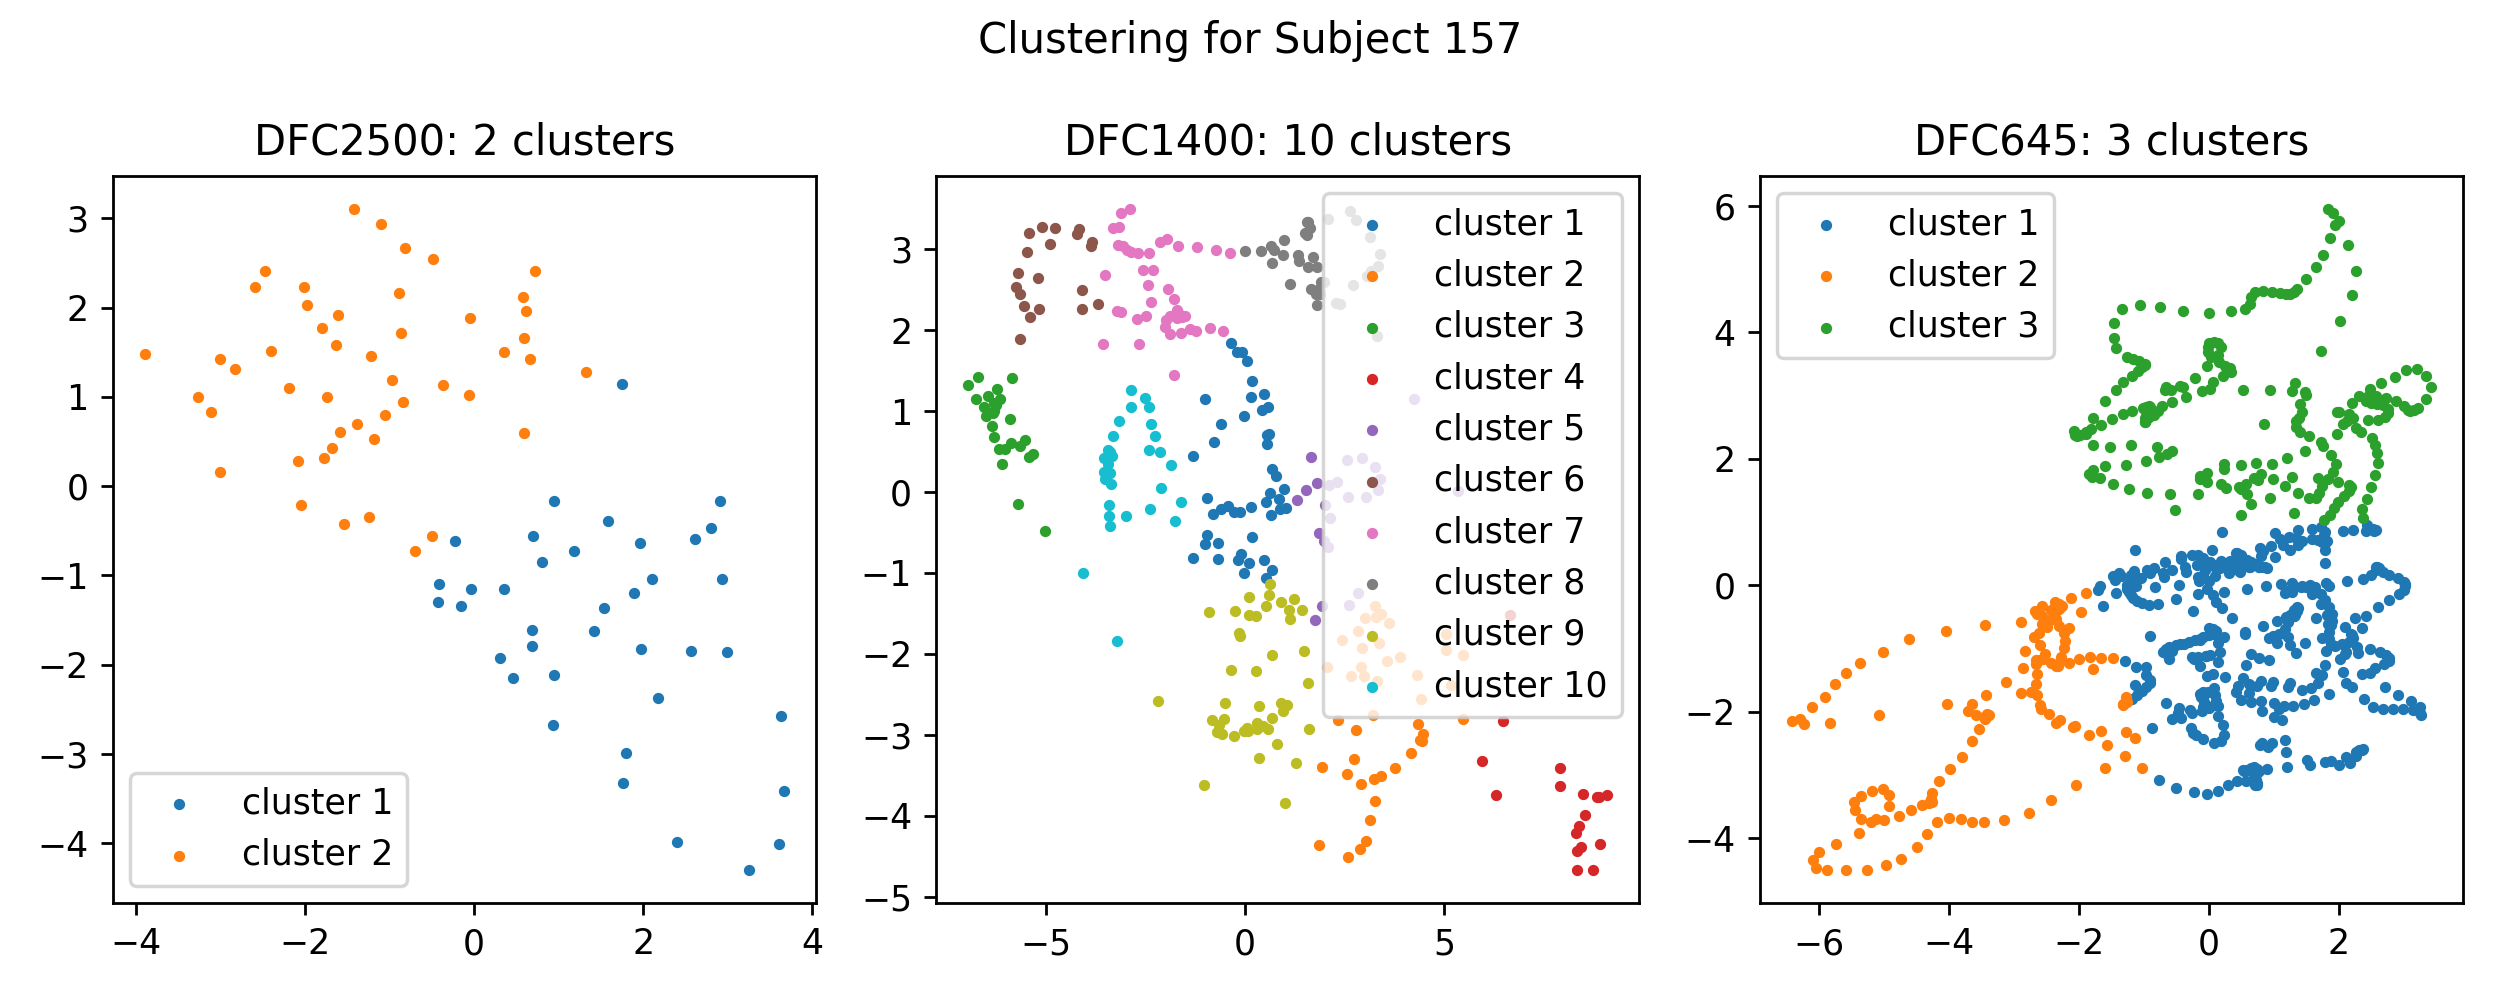 Clustering for Subject 157
DFC2500: 2 clusters
3
2
1
0
−1
−2
−3
−4
−4
−2
0
2
4
cluster 1
cluster 2
DFC1400: 10 clusters
3
2
1
0
−1
−2
−3
−4
−5
−5
0
5
cluster 1
cluster 2
cluster 3
cluster 4
cluster 5
cluster 6
cluster 7
cluster 8
cluster 9
cluster 10
DFC645: 3 clusters
6
4
2
0
−2
−4
−6
−4
−2
0
2
cluster 1
cluster 2
cluster 3